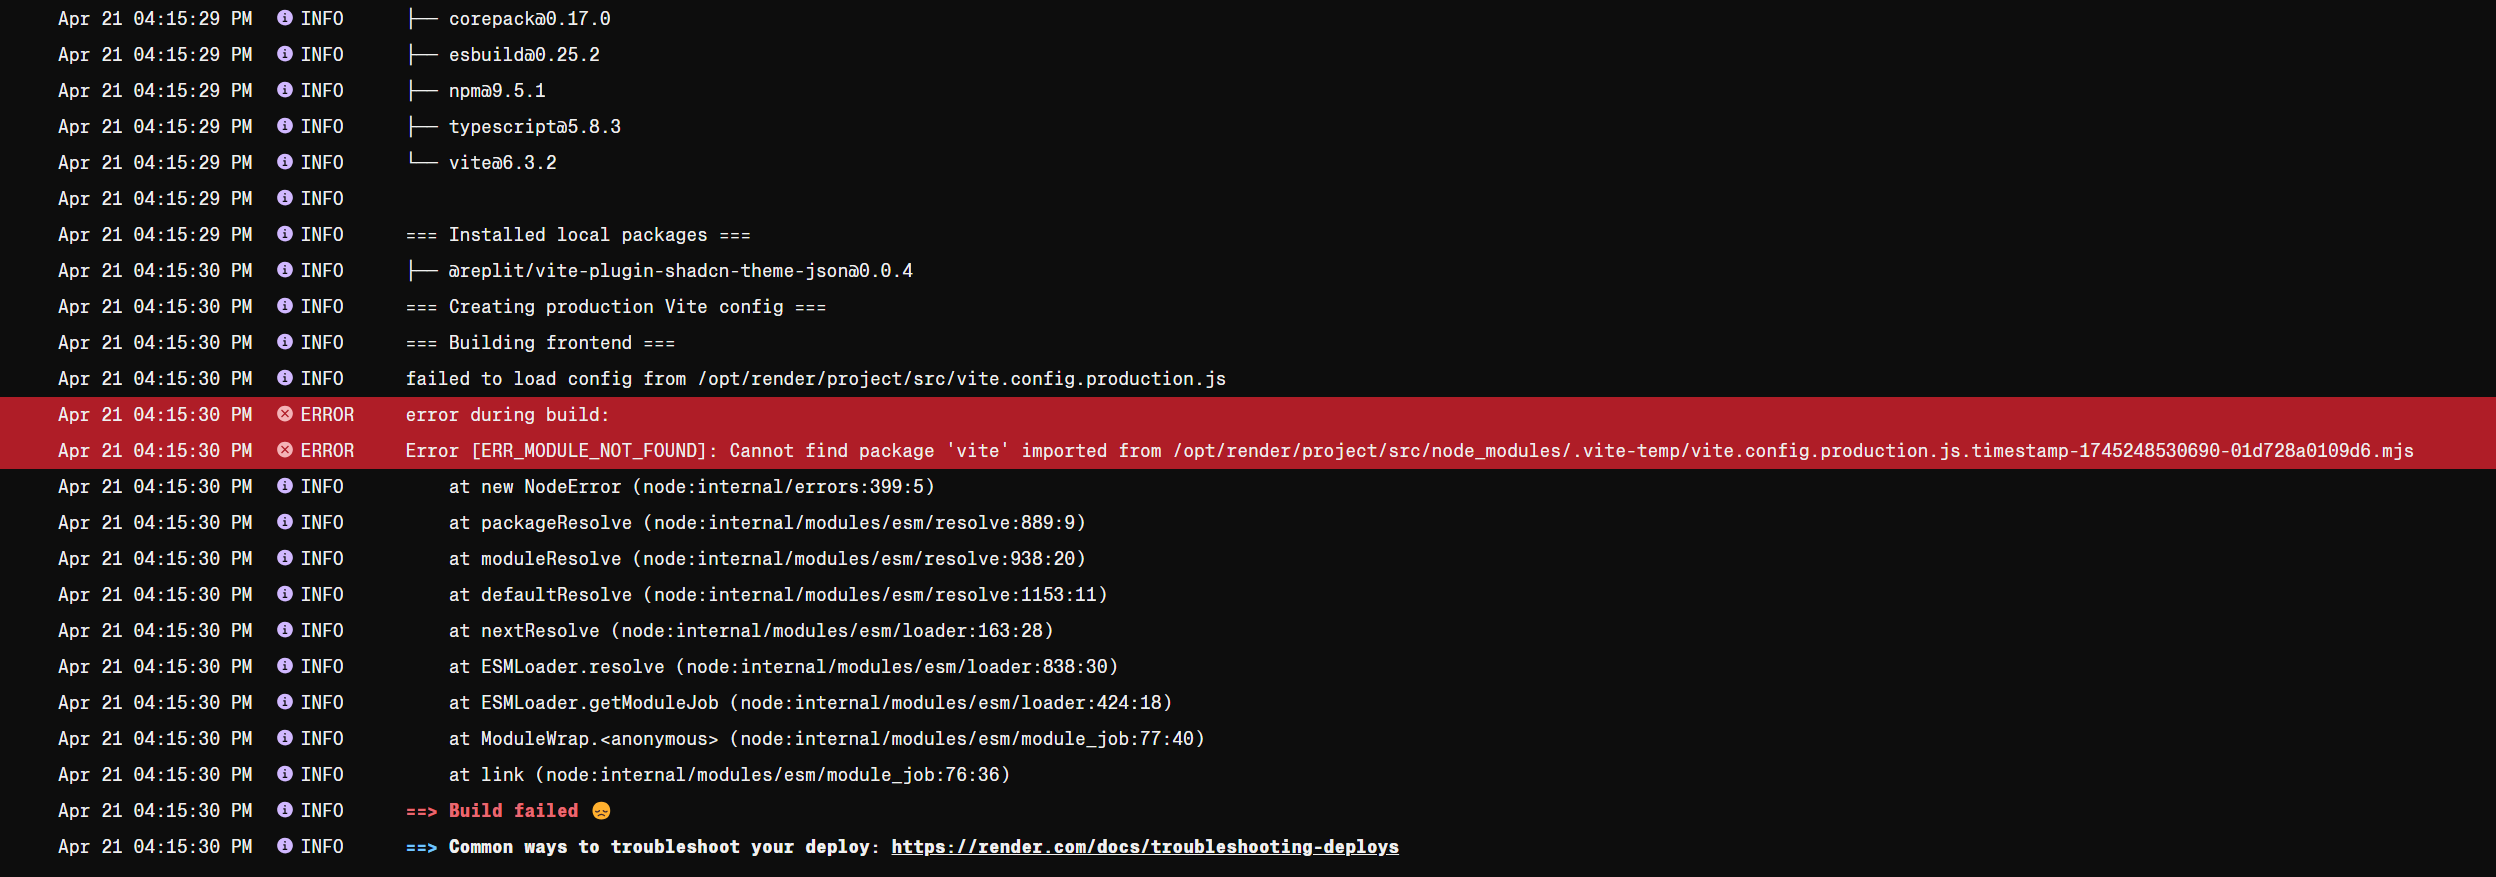 Apr 21 04:15:29 PM INFO ├── corepack@0.17.0
Apr 21 04:15:29 PM INFO ├── esbuild@0.25.2
Apr 21 04:15:29 PM INFO ├── npm@9.5.1
Apr 21 04:15:29 PM INFO ├── typescript@5.8.3
Apr 21 04:15:29 PM INFO └── vite@6.3.2
Apr 21 04:15:29 PM INFO
Apr 21 04:15:29 PM INFO === Installed local packages ===
Apr 21 04:15:30 PM INFO ├── @replit/vite-plugin-shadcn-theme-json@0.0.4
Apr 21 04:15:30 PM INFO === Creating production Vite config ===
Apr 21 04:15:30 PM INFO === Building frontend ===
Apr 21 04:15:30 PM INFO failed to load config from /opt/render/project/src/vite.config.production.js
Apr 21 04:15:30 PM ERROR error during build:
Apr 21 04:15:30 PM ERROR Error [ERR_MODULE_NOT_FOUND]: Cannot find package 'vite' imported from /opt/render/project/src/node_modules/.vite-temp/vite.config.production.js.timestamp-1745248530690-01d728a0109d6.mjs
Apr 21 04:15:30 PM INFO at new NodeError (node:internal/errors:399:5)
Apr 21 04:15:30 PM INFO at packageResolve (node:internal/modules/esm/resolve:889:9)
Apr 21 04:15:30 PM INFO at moduleResolve (node:internal/modules/esm/resolve:938:20)
Apr 21 04:15:30 PM INFO at defaultResolve (node:internal/modules/esm/resolve:1153:11)
Apr 21 04:15:30 PM INFO at nextResolve (node:internal/modules/esm/loader:163:28)
Apr 21 04:15:30 PM INFO at ESMLoader.resolve (node:internal/modules/esm/loader:838:30)
Apr 21 04:15:30 PM INFO at ESMLoader.getModuleJob (node:internal/modules/esm/loader:424:18)
Apr 21 04:15:30 PM INFO at ModuleWrap.<anonymous> (node:internal/modules/esm/module_job:77:40)
Apr 21 04:15:30 PM INFO at link (node:internal/modules/esm/module_job:76:36)
Apr 21 04:15:30 PM INFO ==> Build failed 😞
Apr 21 04:15:30 PM INFO ==> Common ways to troubleshoot your deploy: https://render.com/docs/troubleshooting-deploys